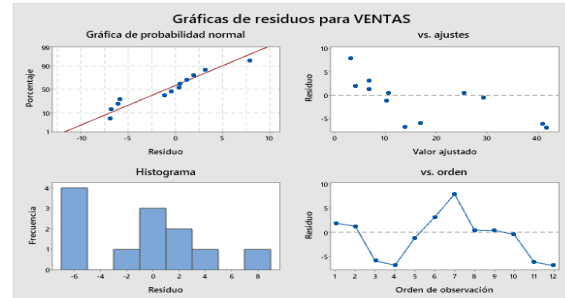 Gráficas de residuos para VENTAS
Gráfica de probabilidad normal
99
90
50
10
1
Porcentaje
-10 -5 0 5 10
Residuo
vs. ajustes
10
5
0
-5
Residuo
0 10 20 30 40
Valor ajustado
Histograma
4
3
2
1
0
Frecuencia
-6 -4 -2 0 2 4 6 8
Residuo
vs. orden
10
5
0
-5
Residuo
1 2 3 4 5 6 7 8 9 10 11 12
Orden de observación